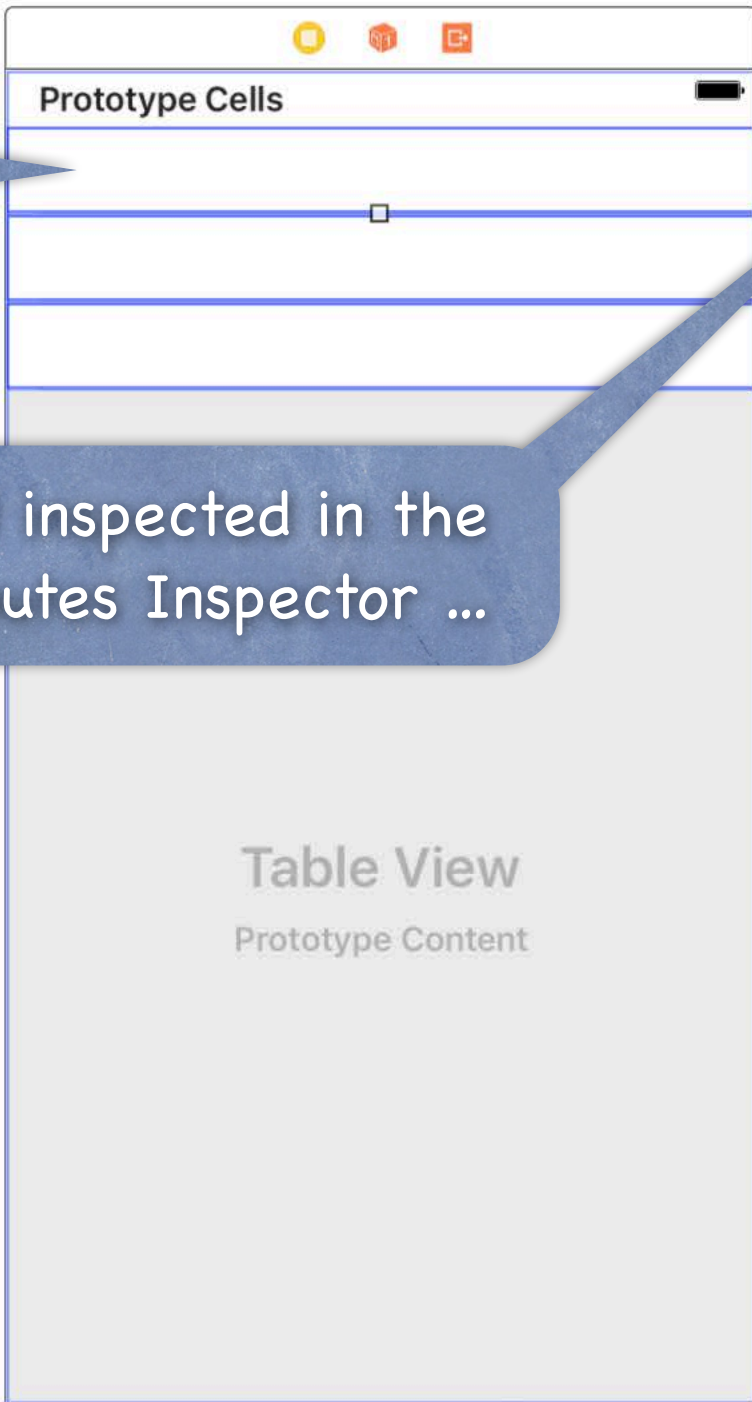 Prototype Cells
inspected in the
utes Inspector ...
Table View
Prototype Content